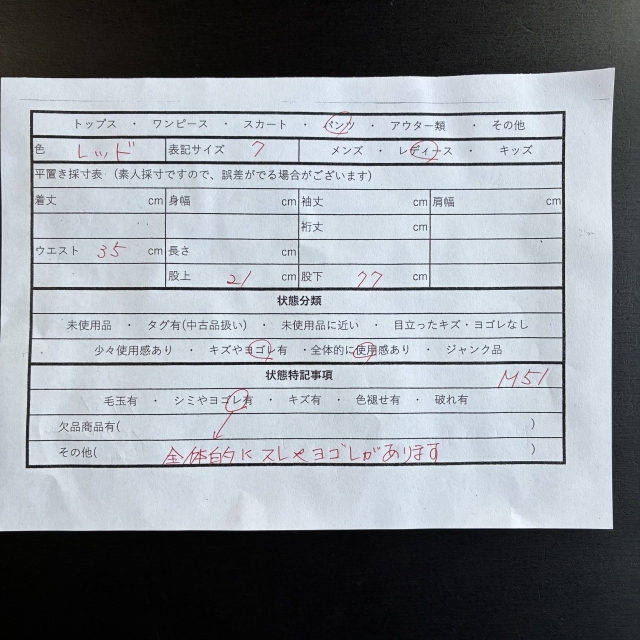 トップス ・ ワンピース ・ スカート ・ パンツ ・ アウター類 ・ その他
色 レッド 表記サイズ 7 メンズ ・ レディース ・ キッズ
平置き採寸表 (素人採寸ですので、誤差がでる場合がございます)
着丈 cm 身幅 cm 袖丈 cm 肩幅 cm
裄丈 cm
ウエスト 35 cm 長さ cm
股上 21 cm 股下 77 cm
状態分類
未使用品 ・ タグ有(中古品扱い) ・ 未使用品に近い ・ 目立ったキズ・ヨゴレなし
少々使用感あり ・ キズやヨゴレ有 ・全体的に使用感あり ・ ジャンク品
状態特記事項 M51
毛玉有 ・ シミやヨゴレ有 ・ キズ有 ・ 色褪せ有 ・ 破れ有
欠品商品有( )
その他( 全体的にスレやヨゴレがあります )